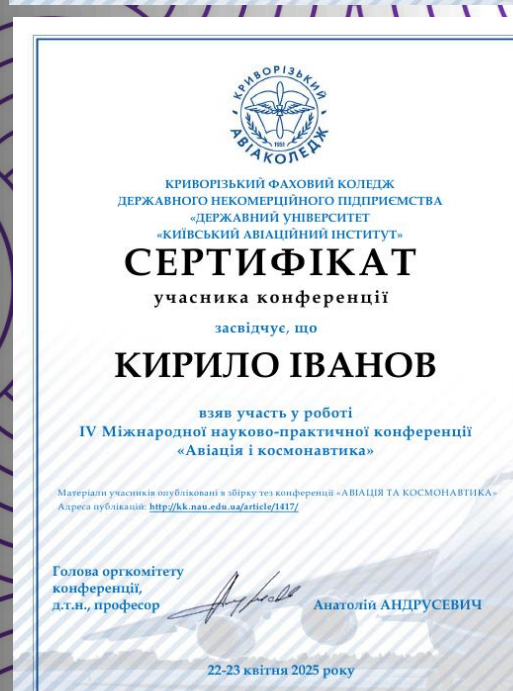 КРИВОРІЗЬКИЙ
АВІАКОЛЕДЖ
1951
КРИВОРІЗЬКИЙ ФАХОВИЙ КОЛЕДЖ
ДЕРЖАВНОГО НЕКОМЕРЦІЙНОГО ПІДПРИЄМСТВА
«ДЕРЖАВНИЙ УНІВЕРСИТЕТ
«КИЇВСЬКИЙ АВІАЦІЙНИЙ ІНСТИТУТ»
СЕРТИФІКАТ
учасника конференції
засвідчує, що
КИРИЛО ІВАНОВ
взяв участь у роботі
IV Міжнародної науково-практичної конференції
«Авіація і космонавтика»
Матеріали учасників опубліковані в збірку тез конференції «АВІАЦІЯ ТА КОСМОНАВТИКА»
Адреса публікацій: http://kk.nau.edu.ua/article/1417/
Голова оргкомітету
конференції,
д.т.н., професор Анатолій АНДРУСЕВИЧ
22-23 квітня 2025 року